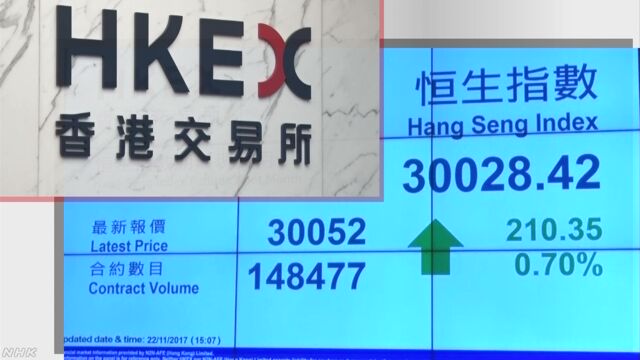 HKEX
香港交易所
恒生指數
Hang Seng Index
30028.42
最新報價
Latest Price
30052
210.35
合約數目
Contract Volume
148477
0.70%
updated date & time: 22/11/2017 (15:07)
NHK